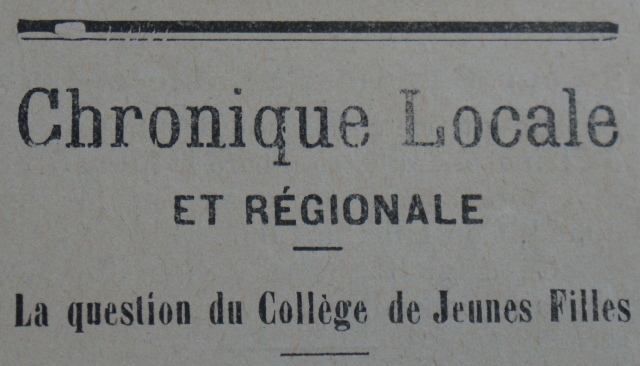 Chronique Locale
ET RÉGIONALE
La question du Collège de Jeunes Filles